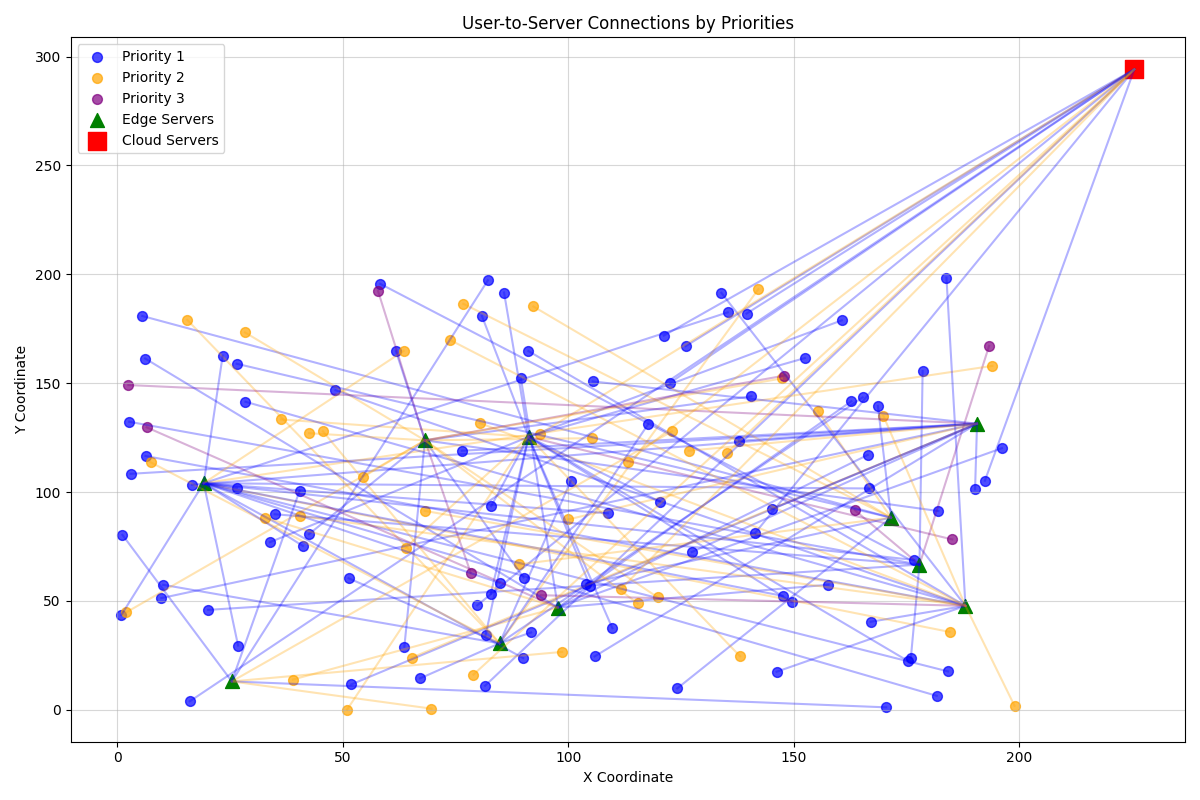 User-to-Server Connections by Priorities
Priority 1
Priority 2
Priority 3
Edge Servers
Cloud Servers
300
250
200
150
100
50
0
Y Coordinate
0 50 100 150 200
X Coordinate